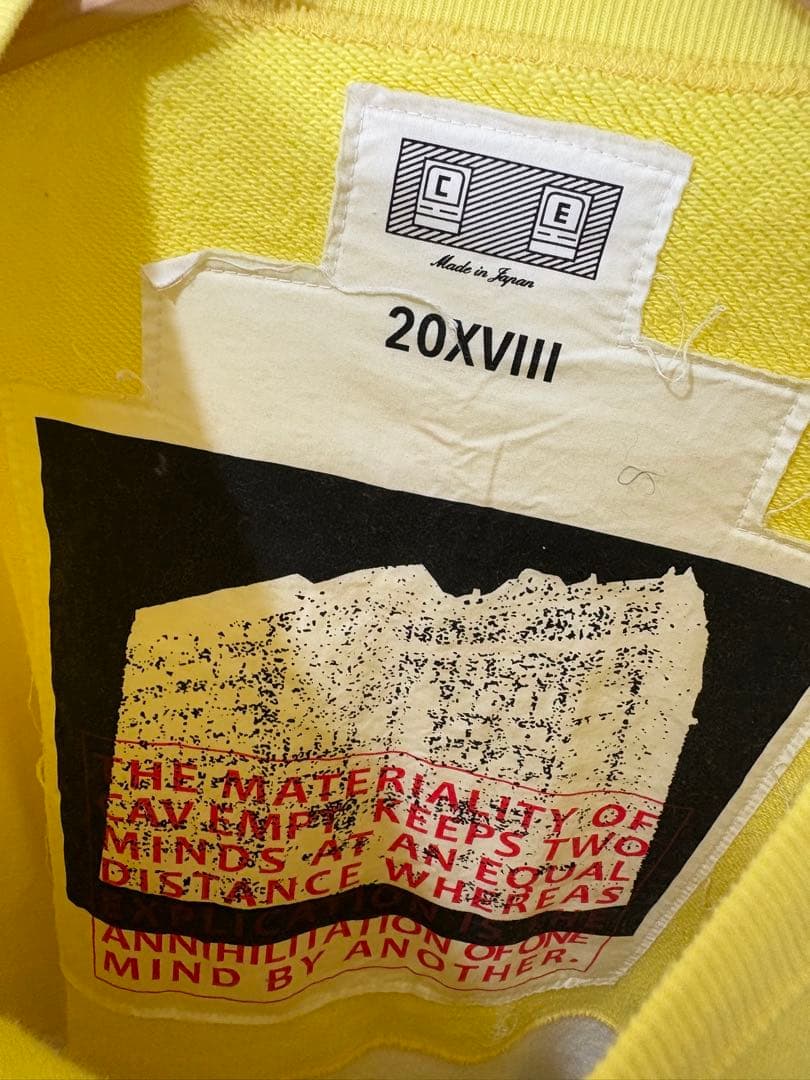 C E
Made in Japan
20XVIII
THE MATERIALITY OF
CAV EMPT KEEPS TWO
MINDS AT AN EQUAL
DISTANCE WHEREAS
EXPLICATION IS THE
ANNIHILITATION OF ONE
MIND BY ANOTHER.